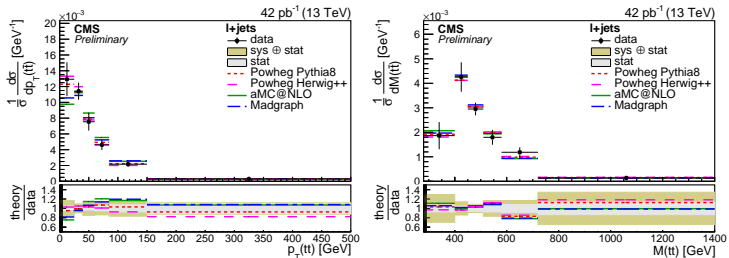 42 pb⁻¹ (13 TeV)
×10⁻³
CMS
Preliminary
l+jets
data
sys ⊕ stat
stat
Powheg Pythia8
Powheg Herwig++
aMC@NLO
Madgraph
1/σ dσ/dp_T(tt̄) [GeV⁻¹]
20
18
16
14
12
10
8
6
4
2
0
theory/data
1.4
1.2
1.0
0.8
0.6
0 50 100 150 200 250 300 350 400 450 500
p_T(tt̄) [GeV]
42 pb⁻¹ (13 TeV)
×10⁻³
CMS
Preliminary
l+jets
data
sys ⊕ stat
stat
Powheg Pythia8
Powheg Herwig++
aMC@NLO
Madgraph
1/σ dσ/dM(tt̄) [GeV⁻¹]
6
5
4
3
2
1
0
theory/data
1.4
1.2
1.0
0.8
0.6
400 600 800 1000 1200 1400
M(tt̄) [GeV]